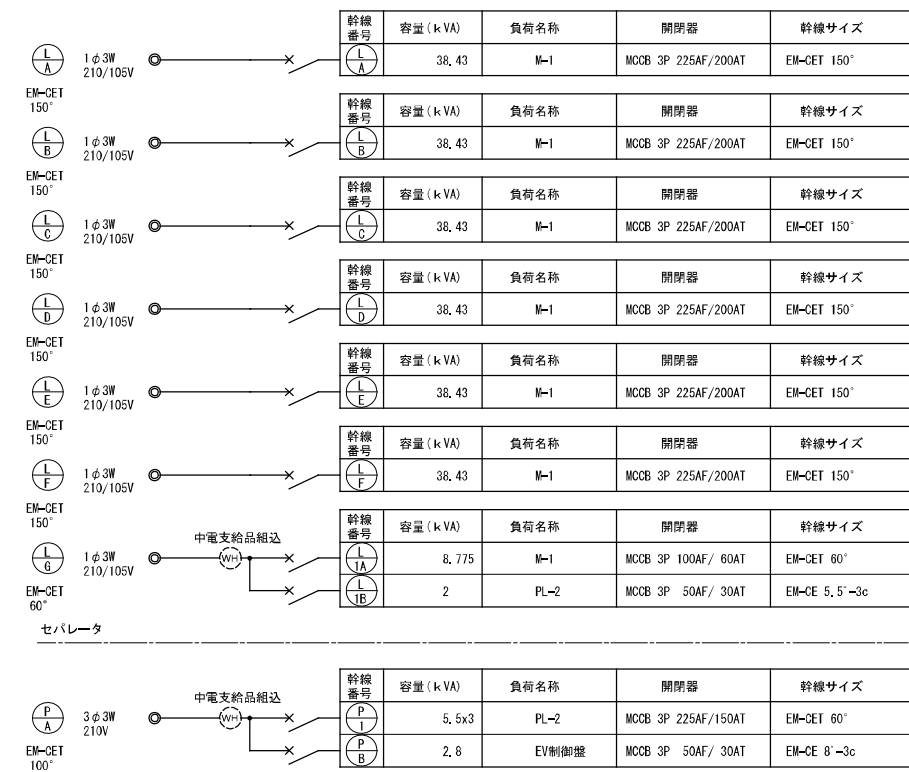 幹線番号 容量(kVA) 負荷名称 開閉器 幹線サイズ
L A 1φ3W 210/105V L A 38.43 M-1 MCCB 3P 225AF/200AT EM-CET 150°
EM-CET 150°
幹線番号 容量(kVA) 負荷名称 開閉器 幹線サイズ
L B 1φ3W 210/105V L B 38.43 M-1 MCCB 3P 225AF/200AT EM-CET 150°
EM-CET 150°
幹線番号 容量(kVA) 負荷名称 開閉器 幹線サイズ
L C 1φ3W 210/105V L C 38.43 M-1 MCCB 3P 225AF/200AT EM-CET 150°
EM-CET 150°
幹線番号 容量(kVA) 負荷名称 開閉器 幹線サイズ
L D 1φ3W 210/105V L D 38.43 M-1 MCCB 3P 225AF/200AT EM-CET 150°
EM-CET 150°
幹線番号 容量(kVA) 負荷名称 開閉器 幹線サイズ
L E 1φ3W 210/105V L E 38.43 M-1 MCCB 3P 225AF/200AT EM-CET 150°
EM-CET 150°
幹線番号 容量(kVA) 負荷名称 開閉器 幹線サイズ
L F 1φ3W 210/105V L F 38.43 M-1 MCCB 3P 225AF/200AT EM-CET 150°
EM-CET 150°
中電支給品組込 幹線番号 容量(kVA) 負荷名称 開閉器 幹線サイズ
L G 1φ3W 210/105V WH L 1A 8.775 M-1 MCCB 3P 100AF/ 60AT EM-CET 60°
EM-CET 60° L 1B 2 PL-2 MCCB 3P 50AF/ 30AT EM-CE 5.5°-3c
セパレータ
中電支給品組込 幹線番号 容量(kVA) 負荷名称 開閉器 幹線サイズ
P A 3φ3W 210V WH P 1 5.5x3 PL-2 MCCB 3P 225AF/150AT EM-CET 60°
EM-CET 100° P B 2.8 EV制御盤 MCCB 3P 50AF/ 30AT EM-CE 8°-3c